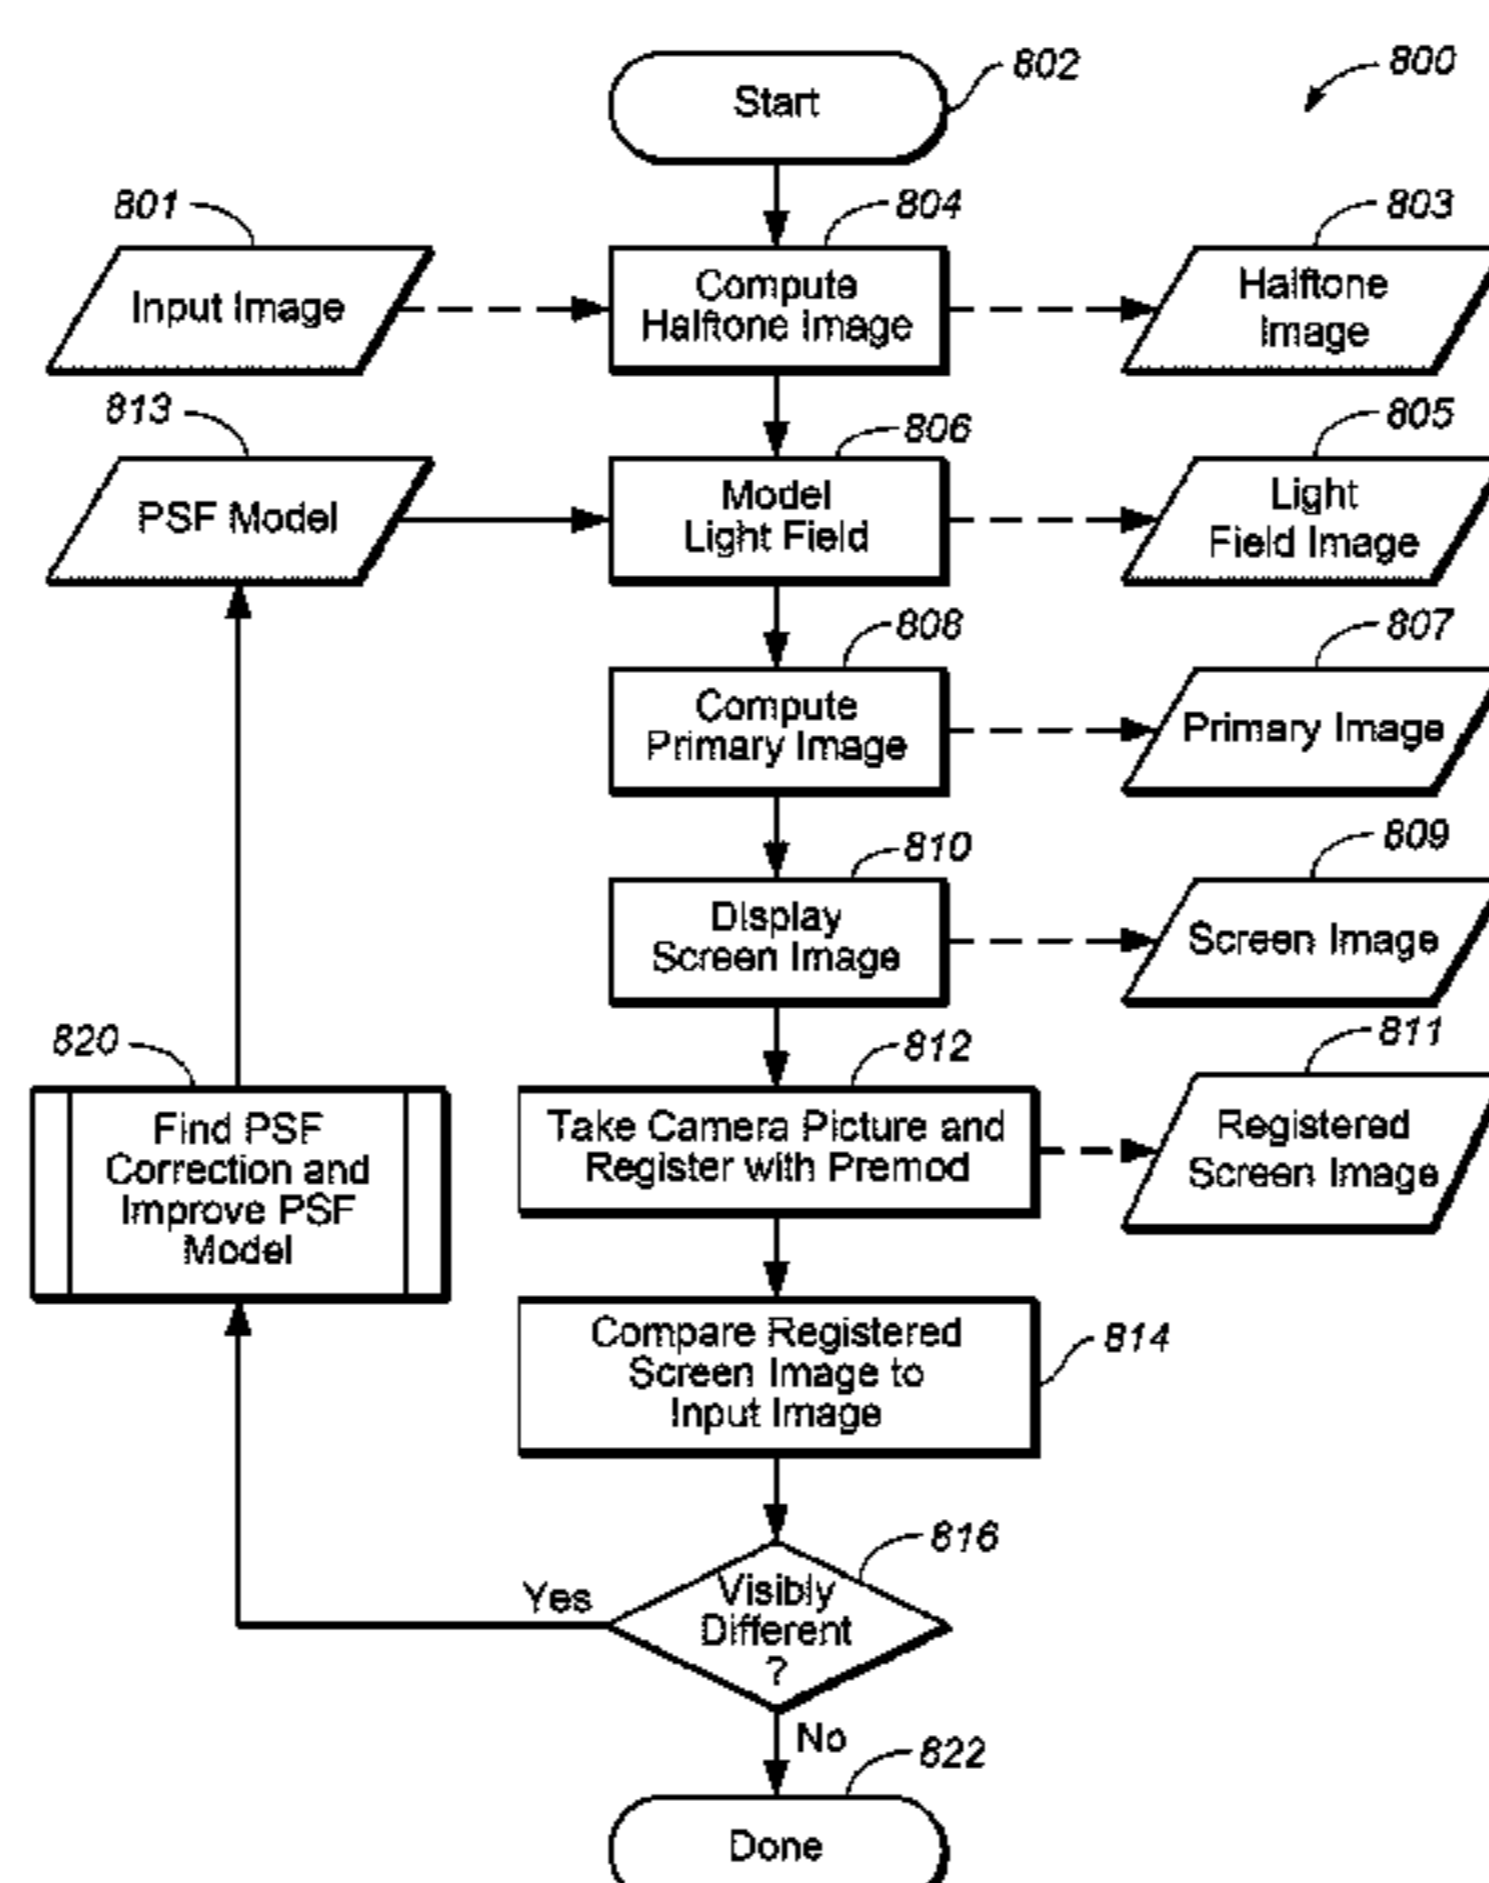 802
800
Start
801
804
803
Input Image
Compute
Halftone Image
Halftone
Image
813
806
805
PSF Model
Model
Light Field
Light
Field Image
808
807
Compute
Primary Image
Primary Image
810
809
Display
Screen Image
Screen Image
820
812
811
Find PSF
Correction and
Improve PSF
Model
Take Camera Picture and
Register with Premod
Registered
Screen Image
Compare Registered
Screen Image to
Input Image
814
816
Yes
Visibly
Different
?
No
822
Done